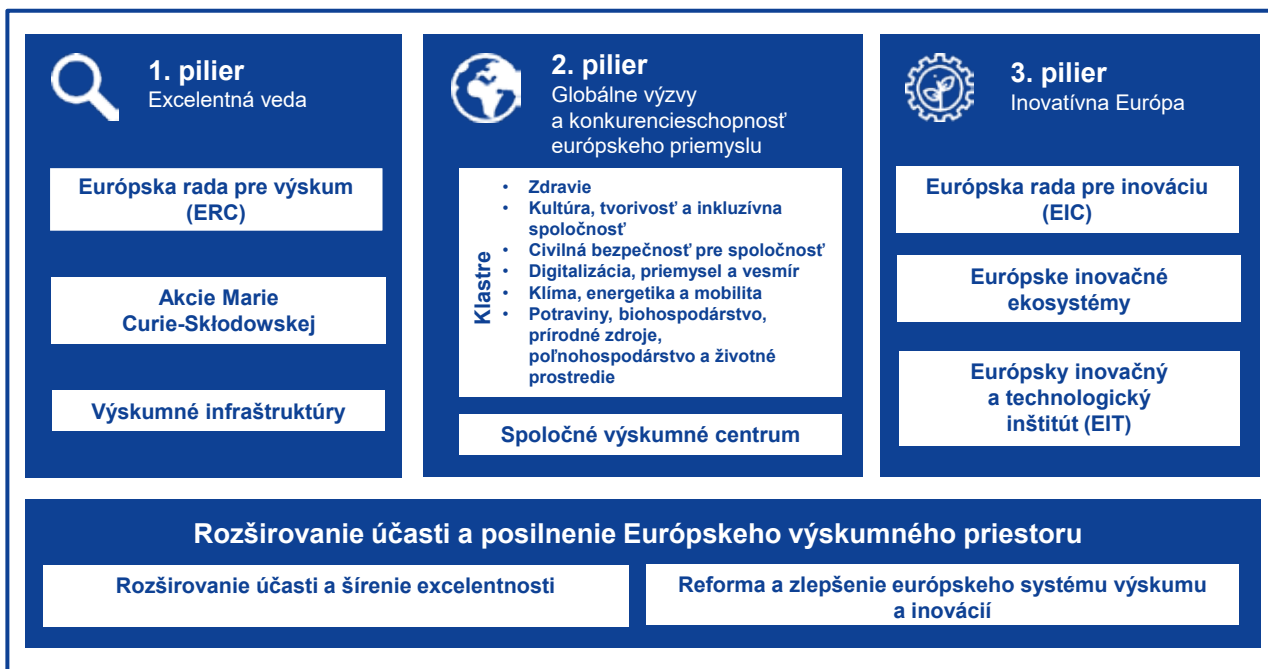 1. pilier
Excelentná veda
Európska rada pre výskum
(ERC)
Akcie Marie
Curie-Skłodowskej
Výskumné infraštruktúry
2. pilier
Globálne výzvy
a konkurencieschopnosť
európskeho priemyslu
Klastre
• Zdravie
• Kultúra, tvorivosť a inkluzívna
spoločnosť
• Civilná bezpečnosť pre spoločnosť
• Digitalizácia, priemysel a vesmír
• Klíma, energetika a mobilita
• Potraviny, biohospodárstvo,
prírodné zdroje,
poľnohospodárstvo a životné
prostredie
Spoločné výskumné centrum
3. pilier
Inovatívna Európa
Európska rada pre inováciu
(EIC)
Európske inovačné
ekosystémy
Európsky inovačný
a technologický
inštitút (EIT)
Rozširovanie účasti a posilnenie Európskeho výskumného priestoru
Rozširovanie účasti a šírenie excelentnosti
Reforma a zlepšenie európskeho systému výskumu
a inovácií